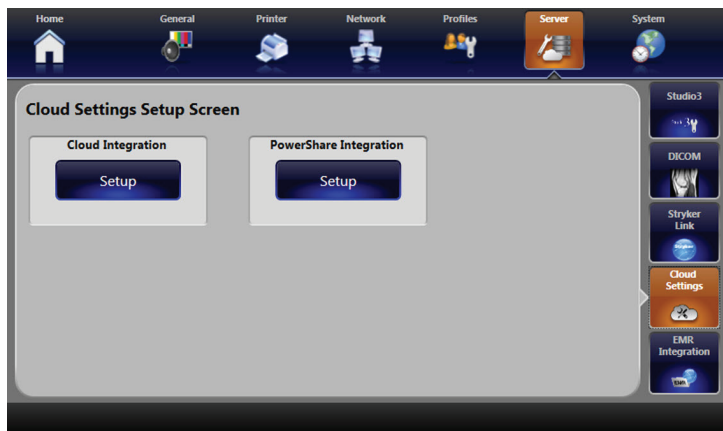 Home General Printer Network Profiles Server System
Cloud Settings Setup Screen
Cloud Integration
Setup
PowerShare Integration
Setup
Studio3
DICOM
Stryker
Link
Cloud
Settings
EMR
Integration
EMR